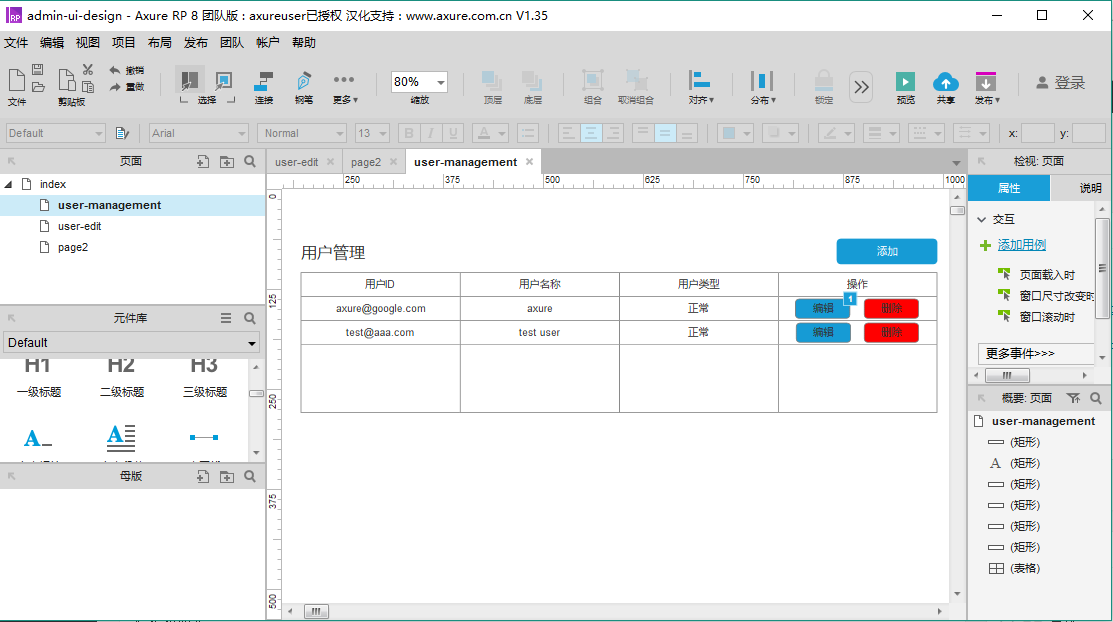 admin-ui-design - Axure RP 8 团队版 : axureuser已授权 汉化支持 : www.axure.com.cn V1.35
文件 编辑 视图 项目 布局 发布 团队 帐户 帮助
撤销
重做
80%
登录
文件 剪贴板 选择 连接 钢笔 更多▾ 缩放 顶层 底层 组合 取消组合 对齐▾ 分布▾ 锁定 预览 共享 发布▾
Default Arial Normal 13 B I U A x: y:
页面
user-edit page2 user-management
检视: 页面
index
user-management
user-edit
page2
250 375 500 625 750 875 1000
0
125
250
375
500
用户管理 添加
用户ID 用户名称 用户类型 操作
axure@google.com axure 正常 编辑 1 删除
test@aaa.com test user 正常 编辑 删除
属性 说明
交互
添加用例
页面载入时
窗口尺寸改变时
窗口滚动时
更多事件>>>
元件库
Default
H1 H2 H3
一级标题 二级标题 三级标题
母版
概要: 页面
user-management
(矩形)
A (矩形)
(矩形)
(矩形)
(矩形)
(矩形)
(表格)